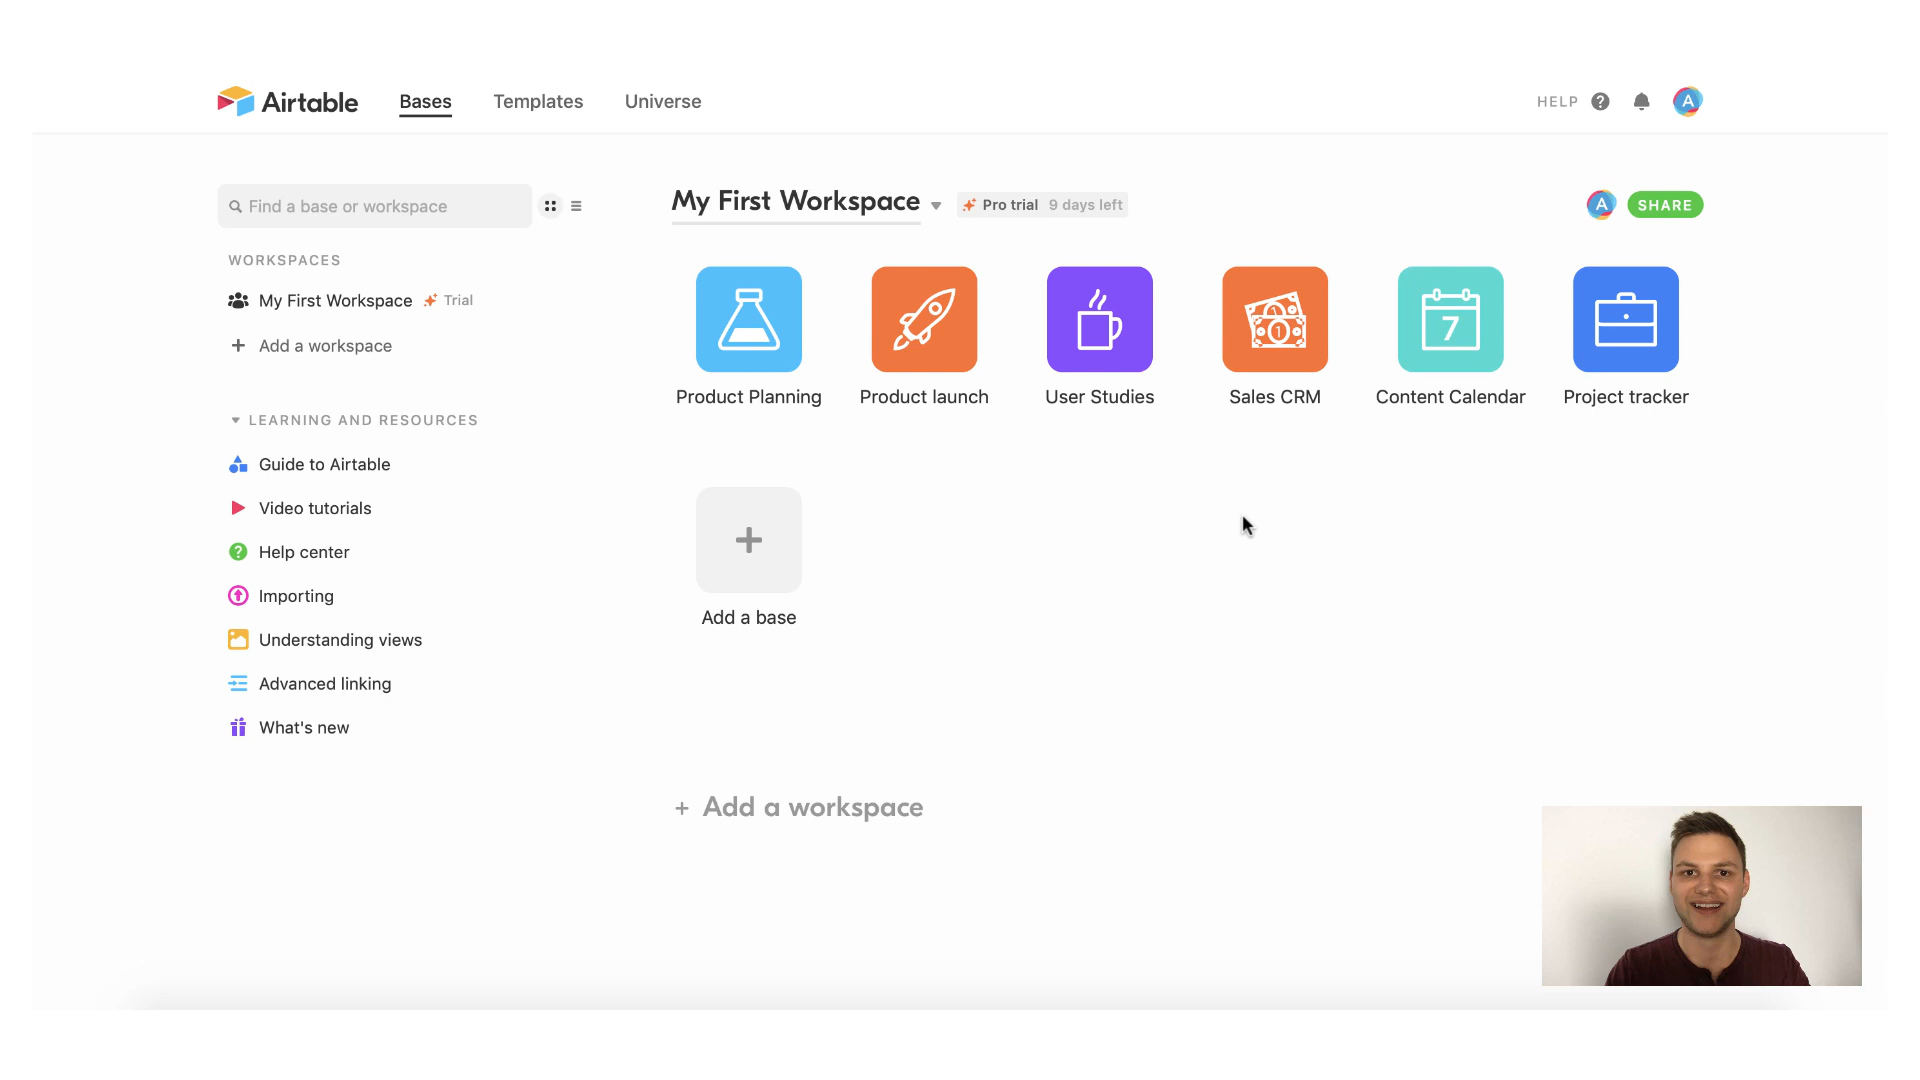 Airtable
Bases
Templates
Universe
HELP
A
Find a base or workspace
WORKSPACES
My First Workspace Trial
+ Add a workspace
LEARNING AND RESOURCES
Guide to Airtable
Video tutorials
Help center
Importing
Understanding views
Advanced linking
What's new
My First Workspace
Pro trial 9 days left
A
SHARE
1
1
7
Product Planning
Product launch
User Studies
Sales CRM
Content Calendar
Project tracker
+
Add a base
+ Add a workspace